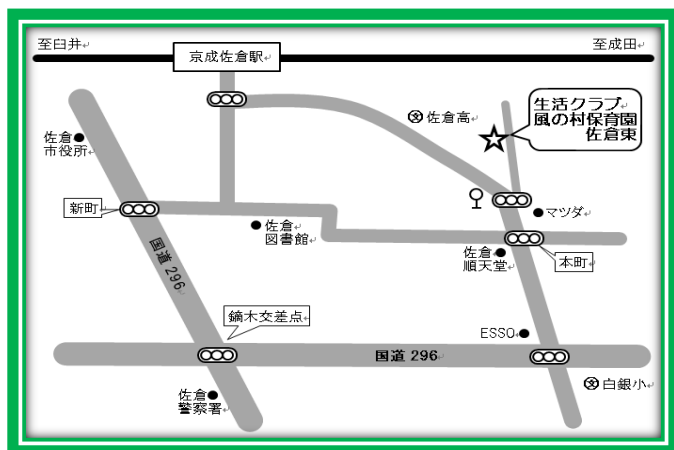 至臼井
京成佐倉駅
至成田
佐倉高
生活クラブ
風の村保育園
佐倉東
佐倉
市役所
新町
佐倉
図書館
マツダ
佐倉
順天堂
本町
国道296
鏑木交差点
ESSO
国道296
佐倉
警察署
白銀小